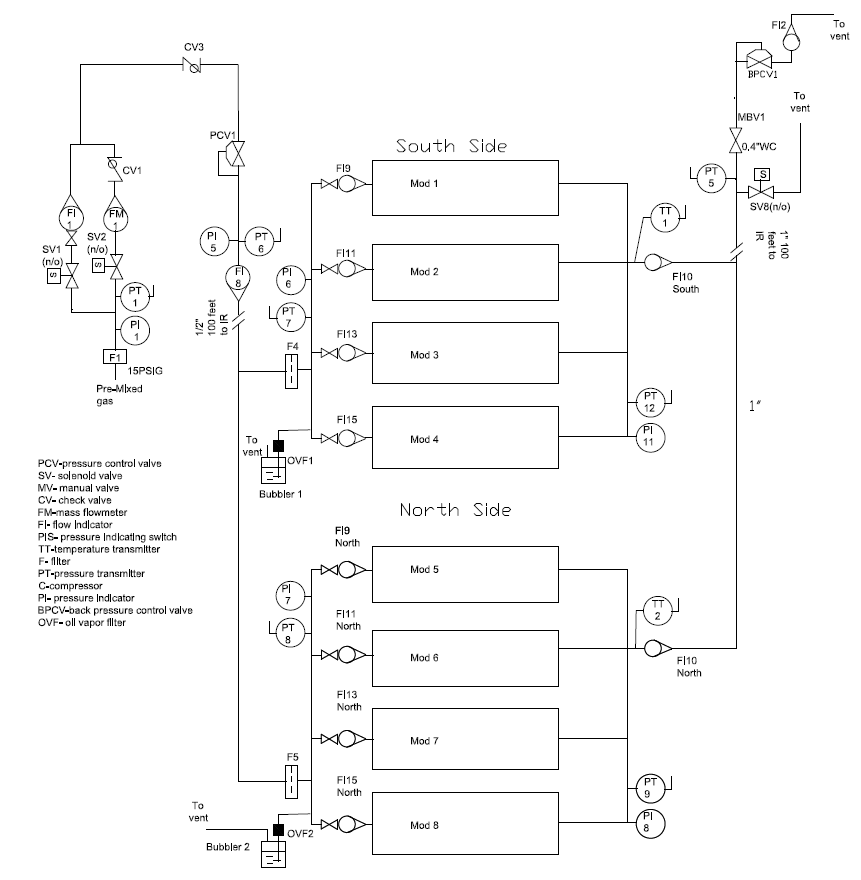 FI2
To
vent
CV3
BPCV1
To
vent
MBV1
PCV1
South Side
0.4"WC
CV1
FI9
PT
5
S
SV8(n/o)
Mod 1
FI
1
FM
1
TT
1
SV1
(n/o)
SV2
(n/o)
PI
5
PT
6
1" 100
feet to
IR
S
S
FI11
Mod 2
FI
8
PI
6
FI10
South
PT
1
PT
7
1/2"
100 feet
to IR
PI
1
FI13
F4
Mod 3
F1
15PSIG
Pre-Mixed
gas
PT
12
1"
FI15
Mod 4
PI
11
To
vent
OVF1
Bubbler 1
PCV-pressure control valve
SV- solenoid valve
MV- manual valve
CV- check valve
FM-mass flowmeter
FI- flow indicator
PIS- pressure indicating switch
TT-temperature transmitter
F- filter
PT-pressure transmitter
C-compressor
PI- pressure indicator
BPCV-back pressure control valve
OVF- oil vapor filter
North Side
FI9
North
Mod 5
PI
7
TT
2
FI11
North
PT
8
Mod 6
FI10
North
FI13
North
Mod 7
F5
FI15
North
PT
9
To
vent
Mod 8
PI
8
OVF2
Bubbler 2